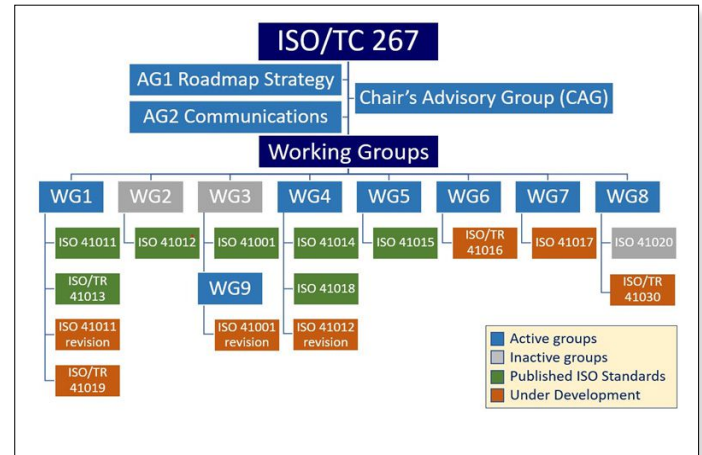 ISO/TC 267
AG1 Roadmap Strategy
Chair's Advisory Group (CAG)
AG2 Communications
Working Groups
WG1
WG2
WG3
WG4
WG5
WG6
WG7
WG8
ISO 41011
ISO 41012
ISO 41001
ISO 41014
ISO 41015
ISO/TR
41016
ISO 41017
ISO 41020
ISO/TR
41013
WG9
ISO 41018
ISO/TR
41030
ISO 41011
revision
ISO 41001
revision
ISO 41012
revision
ISO/TR
41019
Active groups
Inactive groups
Published ISO Standards
Under Development